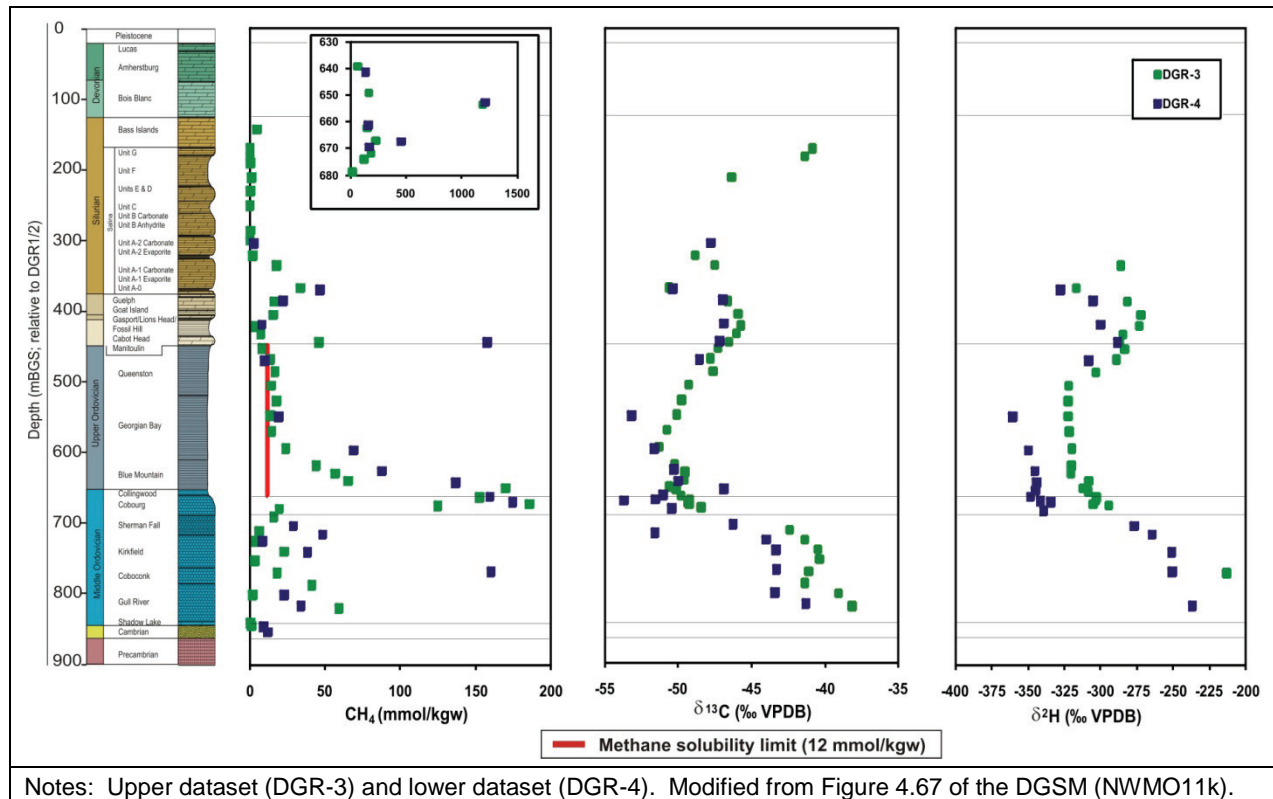 Depth (mBGS; relative to DGR1/2)
0
100
200
300
400
500
600
700
800
900
Devonian
Silurian
Upper Ordovician
Middle Ordovician
Salina
Pleistocene
Lucas
Amherstburg
Bois Blanc
Bass Islands
Unit G
Unit F
Units E & D
Unit C
Unit B Carbonate
Unit B Anhydrite
Unit A-2 Carbonate
Unit A-2 Evaporite
Unit A-1 Carbonate
Unit A-1 Evaporite
Unit A-0
Guelph
Goat Island
Gasport/Lions Head/
Fossil Hill
Cabot Head
Manitoulin
Queenston
Georgian Bay
Blue Mountain
Collingwood
Cobourg
Sherman Fall
Kirkfield
Coboconk
Gull River
Shadow Lake
Cambrian
Precambrian
630
640
650
660
670
680
0 500 1000 1500
0 50 100 150 200
CH4 (mmol/kgw)
-55 -50 -45 -40 -35
δ13C (‰ VPDB)
DGR-3
DGR-4
-400 -375 -350 -325 -300 -275 -250 -225 -200
δ2H (‰ VPDB)
Methane solubility limit (12 mmol/kgw)
Notes: Upper dataset (DGR-3) and lower dataset (DGR-4). Modified from Figure 4.67 of the DGSM (NWMO11k).